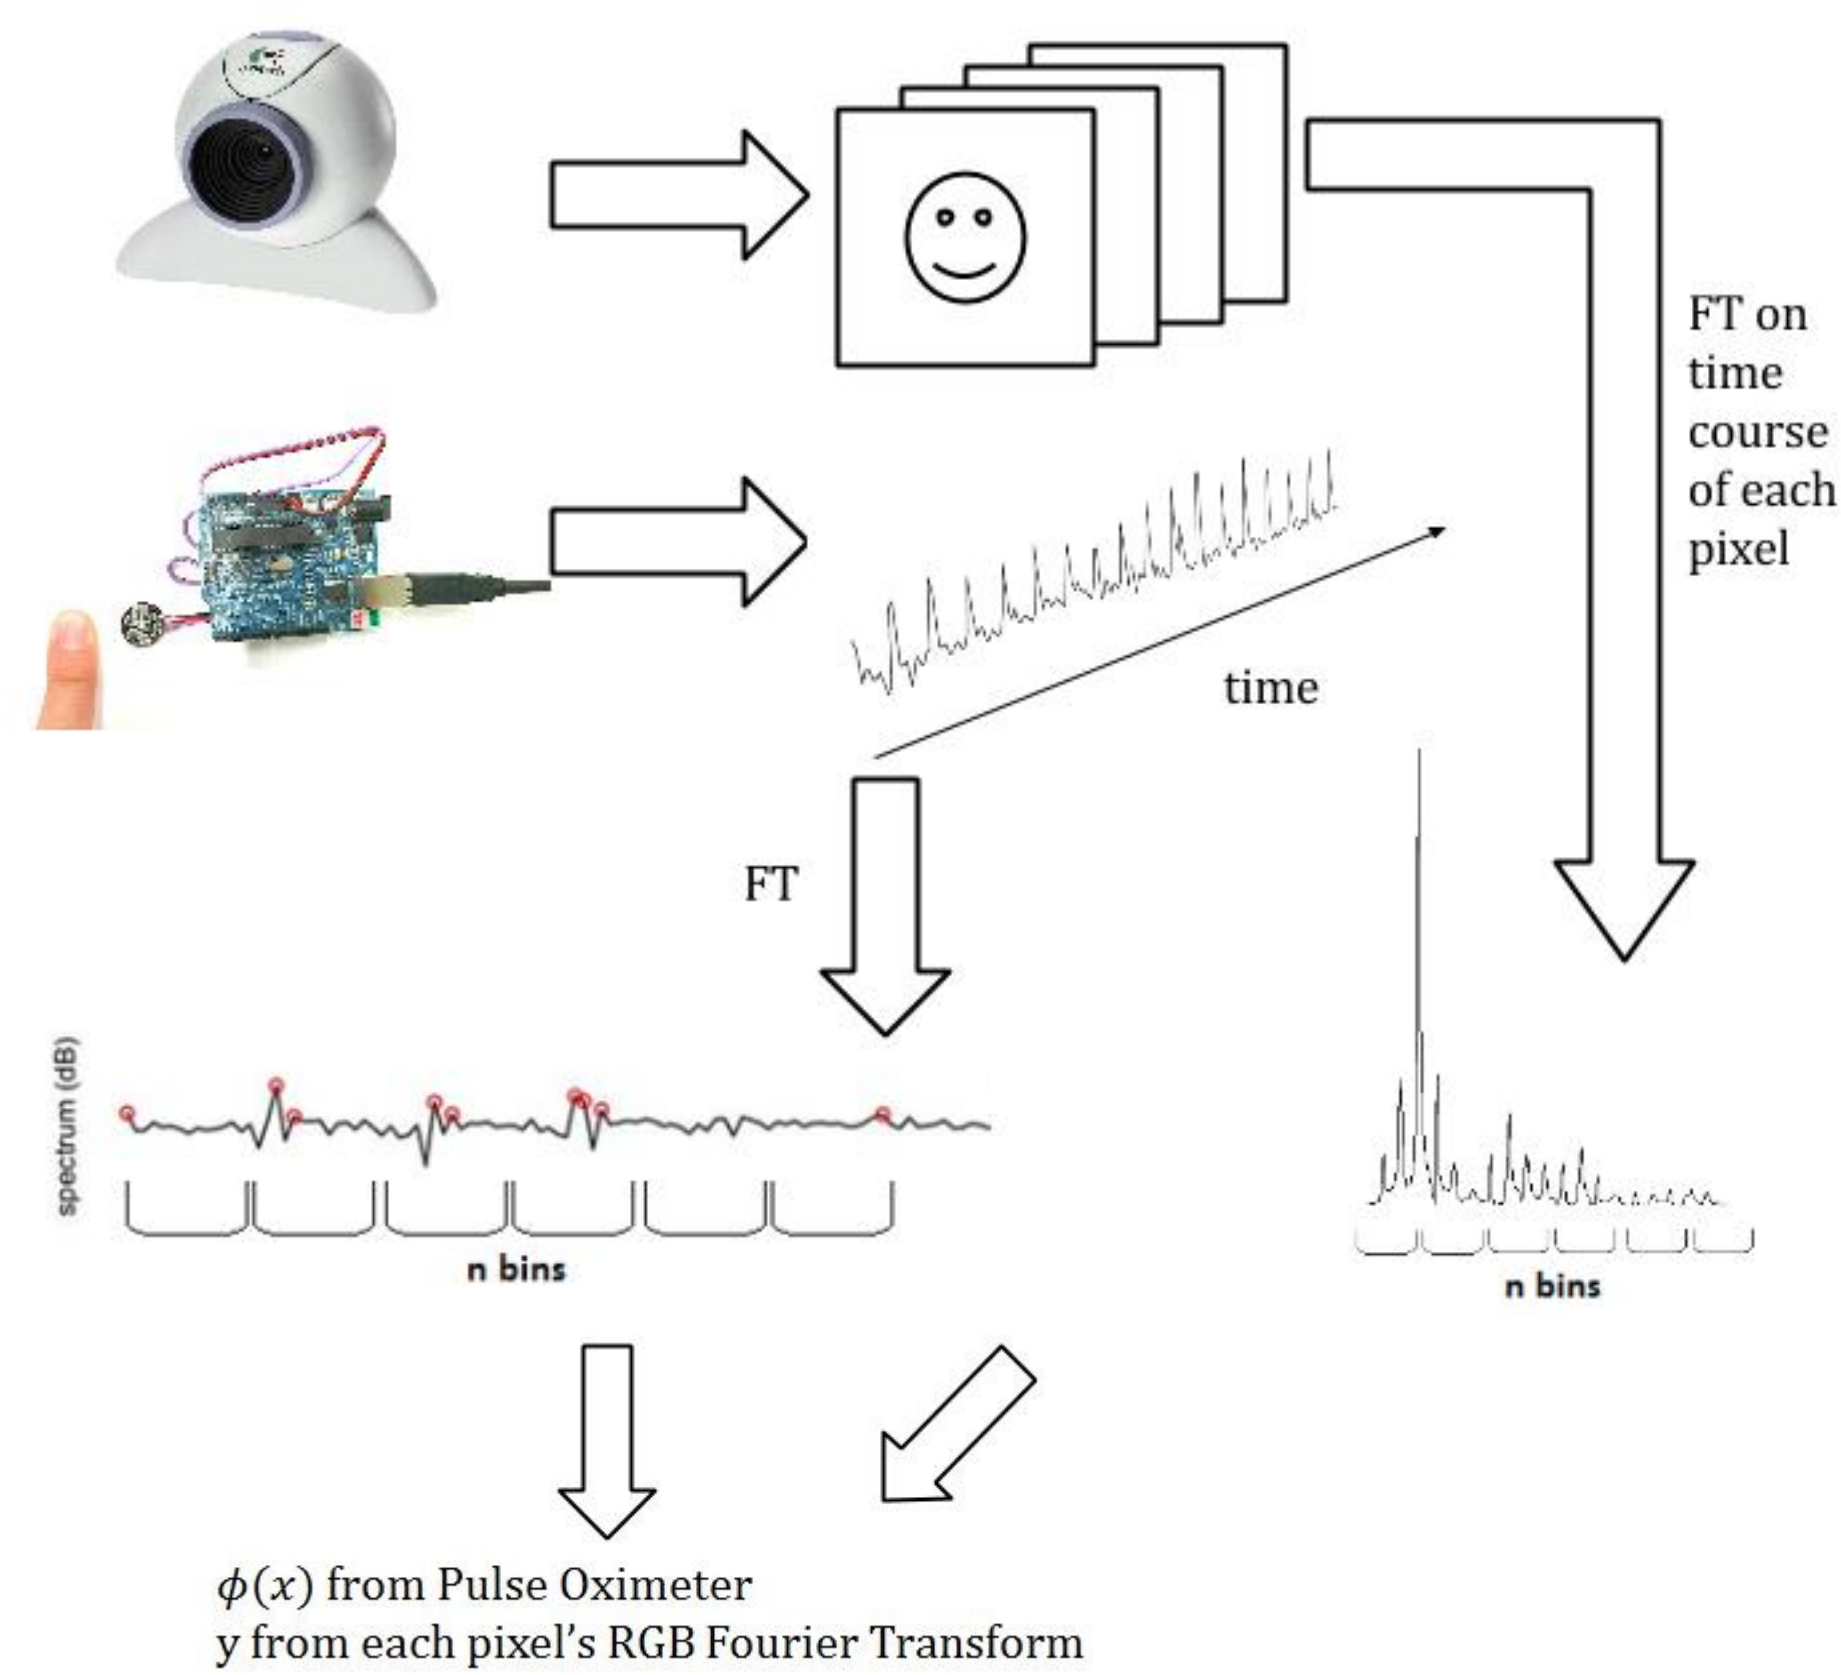 FT on
time
course
of each
pixel
time
FT
spectrum (dB)
n bins
n bins
𝜙(𝑥) from Pulse Oximeter
y from each pixel's RGB Fourier Transform